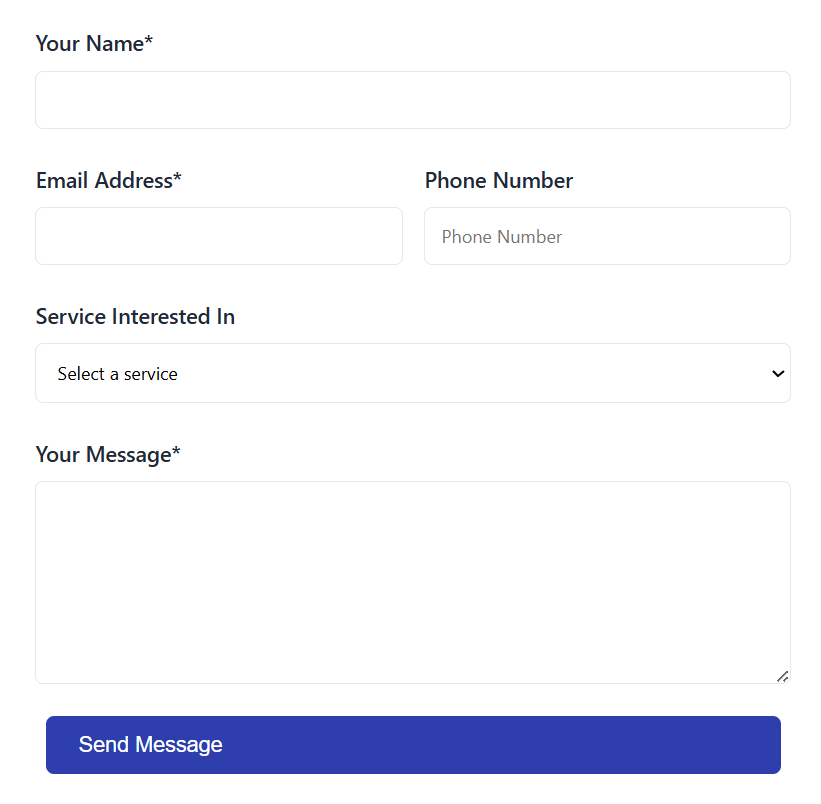 Your Name*
Email Address*
Phone Number
Phone Number
Service Interested In
Select a service
Your Message*
Send Message